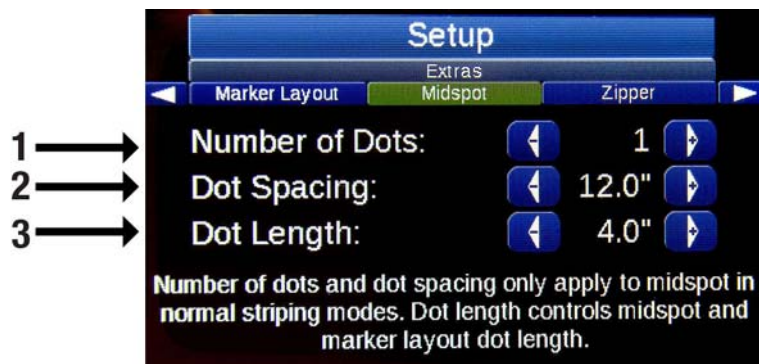 Setup
Extras
Marker Layout Midspot Zipper
1 Number of Dots: - 1 +
2 Dot Spacing: - 12.0" +
3 Dot Length: - 4.0" +
Number of dots and dot spacing only apply to midspot in
normal striping modes. Dot length controls midspot and
marker layout dot length.